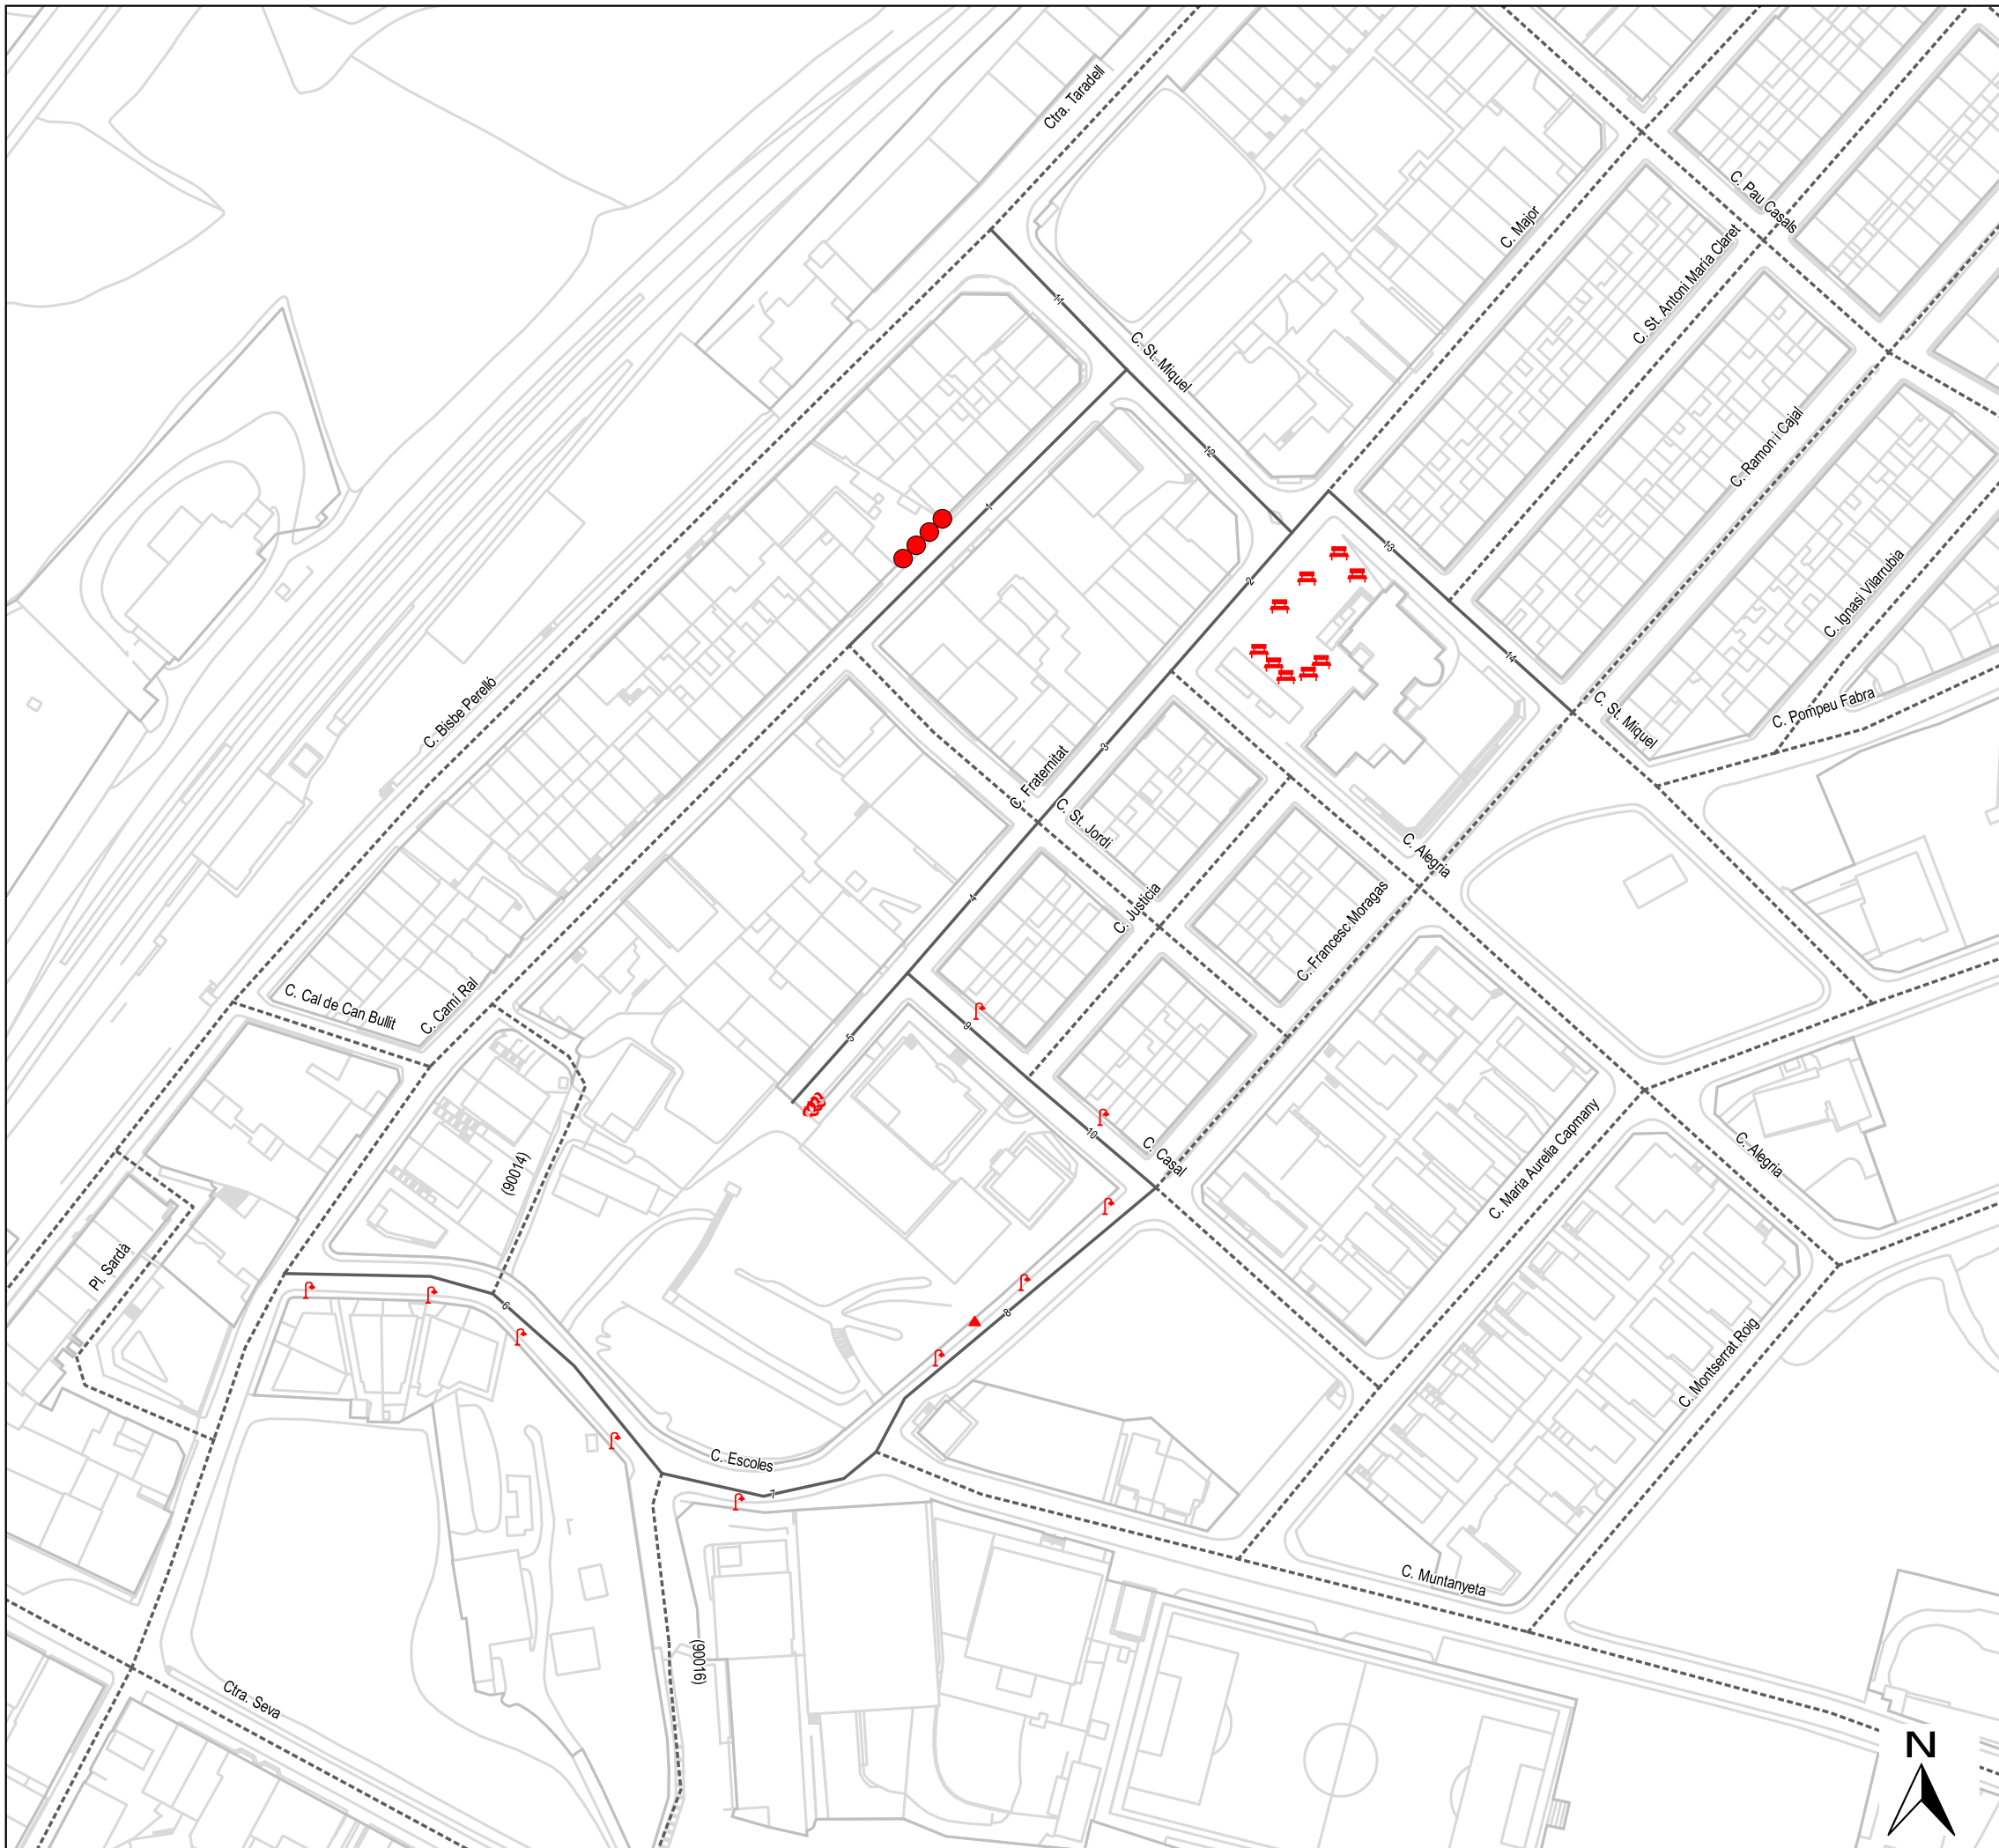 Ctra. Taradell
C. Pau Casals
C. Major
C. St. Antoni Maria Claret
11
C. St. Miquel
C. Ramon i Cajal
12
1
13
C. Ignasi Vilarrubia
2
14
C. Bisbe Perelló
C. St. Miquel
C. Pompeu Fabra
3
C. Fraternitat
C. St. Jordi
C. Alegria
4
C. Justicia
C. Francesc Moragas
C. Cal de Can Bullit
C. Camí Ral
9
5
10
C. Casal
C. Maria Aurelia Capmany
C. Alegria
(90014)
Pl. Sardà
6
8
C. Montserrat Roig
C. Escoles
7
C. Muntanyeta
(90016)
Ctra. Seva
N